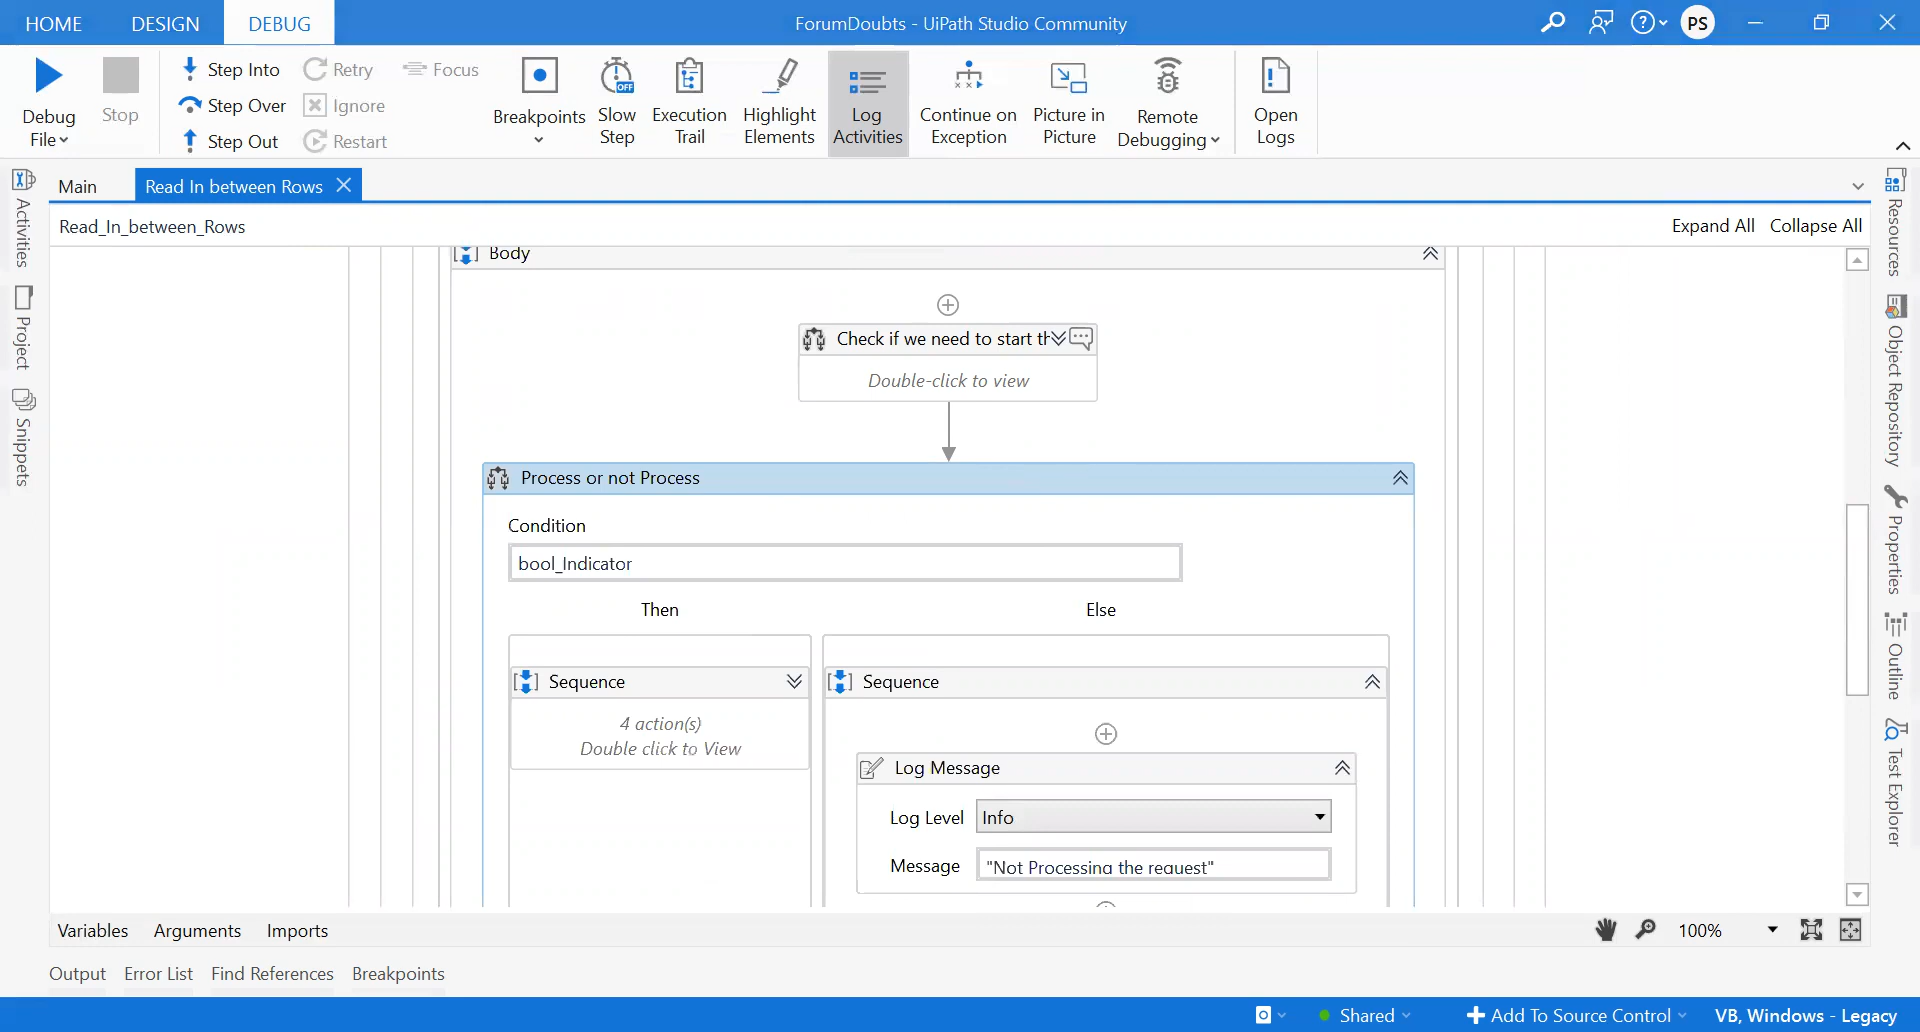 HOME DESIGN DEBUG ForumDoubts - UiPath Studio Community PS
Debug File
Stop
Step Into
Step Over
Step Out
Retry
Ignore
Restart
Focus
Breakpoints
Slow Step
OFF
Execution Trail
Highlight Elements
Log Activities
Continue on Exception
Picture in Picture
Remote Debugging
Open Logs
Main Read In between Rows
Read_In_between_Rows Expand All Collapse All
Activities
Project
Snippets
Body
Check if we need to start th
Double-click to view
Process or not Process
Condition
bool_Indicator
Then Else
Sequence
4 action(s)
Double click to View
Sequence
Log Message
Log Level Info
Message "Not Processing the request"
Resources
Object Repository
Properties
Outline
Test Explorer
Variables Arguments Imports 100%
Output Error List Find References Breakpoints
Shared Add To Source Control VB, Windows - Legacy